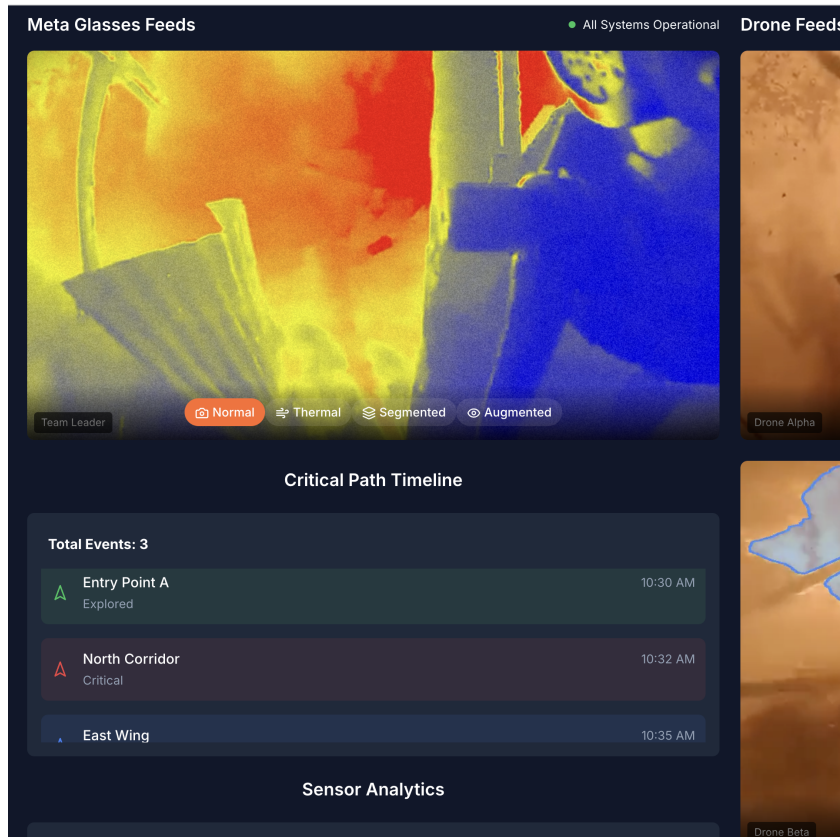 Meta Glasses Feeds
All Systems Operational
Drone Feeds
Team Leader
Normal
Thermal
Segmented
Augmented
Drone Alpha
Critical Path Timeline
Total Events: 3
Entry Point A
10:30 AM
Explored
North Corridor
10:32 AM
Critical
East Wing
10:35 AM
Sensor Analytics
Drone Beta